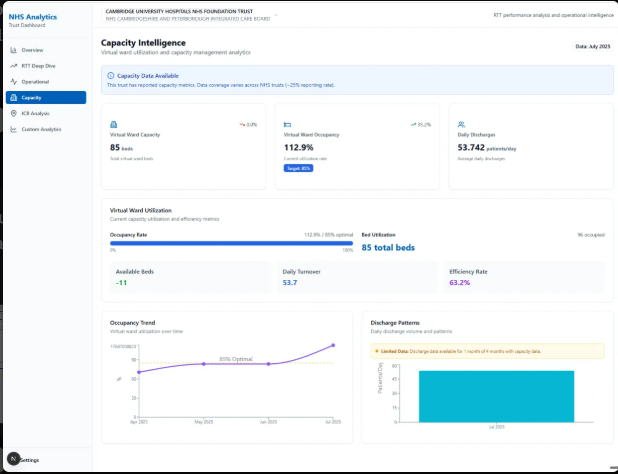 NHS Analytics
Trust Dashboard
Overview
RTT Deep Dive
Operational
Capacity
ICB Analysis
Custom Analytics
N
Settings
CAMBRIDGE UNIVERSITY HOSPITALS NHS FOUNDATION TRUST
NHS CAMBRIDGESHIRE AND PETERBOROUGH INTEGRATED CARE BOARD
RTT performance analysis and operational intelligence
Capacity Intelligence
Virtual ward utilization and capacity management analytics
Data: July 2025
Capacity Data Available
This trust has reported capacity metrics. Data coverage varies across NHS trusts (~25% reporting rate).
0.0%
Virtual Ward Capacity
85 beds
Total virtual ward beds
Virtual Ward Occupancy
112.9%
Current utilization rate
Target: 85%
Daily Discharges
53.742 patients/day
Average daily discharges
Virtual Ward Utilization
Current capacity utilization and efficiency metrics
Occupancy Rate
112.9% / 85% optimal
0%
100%
Bed Utilization
96 occupied
85 total beds
Available Beds
-11
Daily Turnover
53.7
Efficiency Rate
63.2%
Occupancy Trend
Virtual ward utilization over time
90
60
30
0
%
85% Optimal
Apr 2025
May 2025
Jun 2025
Jul 2025
Discharge Patterns
Daily discharge volume and patterns
Limited Data: Discharge data available for 1 month of 4 months with capacity data.
Patients/Day
60
45
30
15
0
Jul 2025